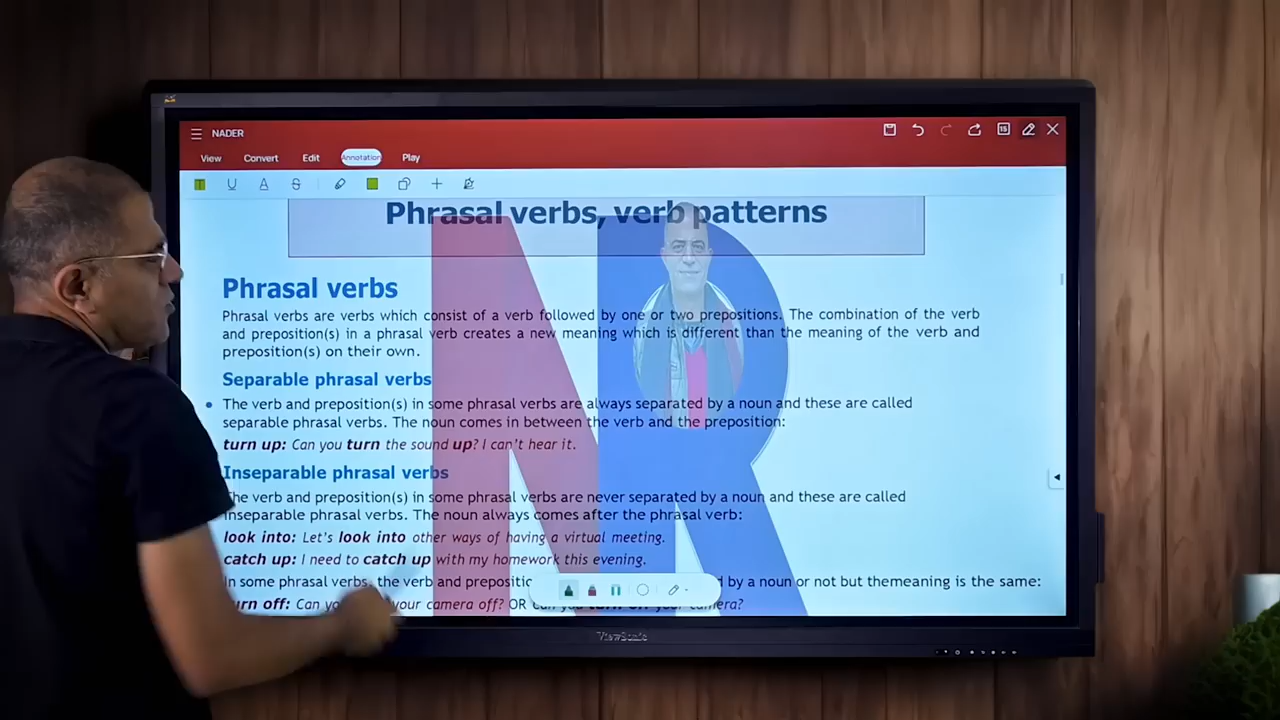 NADER
View Convert Edit Annotation Play
Phrasal verbs, verb patterns
Phrasal verbs
Phrasal verbs are verbs which consist of a verb followed by one or two prepositions. The combination of the verb
and preposition(s) in a phrasal verb creates a new meaning which is different than the meaning of the verb and
preposition(s) on their own.
Separable phrasal verbs
• The verb and preposition(s) in some phrasal verbs are always separated by a noun and these are called
separable phrasal verbs. The noun comes in between the verb and the preposition:
turn up: Can you turn the sound up? I can't hear it.
Inseparable phrasal verbs
The verb and preposition(s) in some phrasal verbs are never separated by a noun and these are called
inseparable phrasal verbs. The noun always comes after the phrasal verb:
look into: Let's look into other ways of having a virtual meeting.
catch up: I need to catch up with my homework this evening.
In some phrasal verbs, the verb and by a noun or not but themeaning is the same:
Can your camera off? OR can you turn off your camera?
NR
ViewSonic